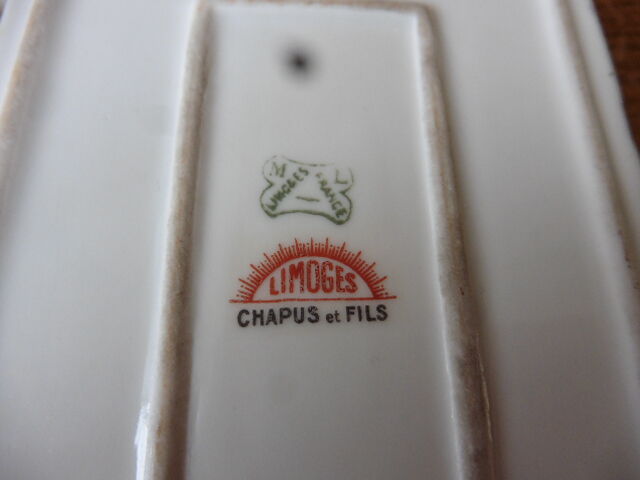 M L
LIMOGES FRANCE
LIMOGES
CHAPUS et FILS